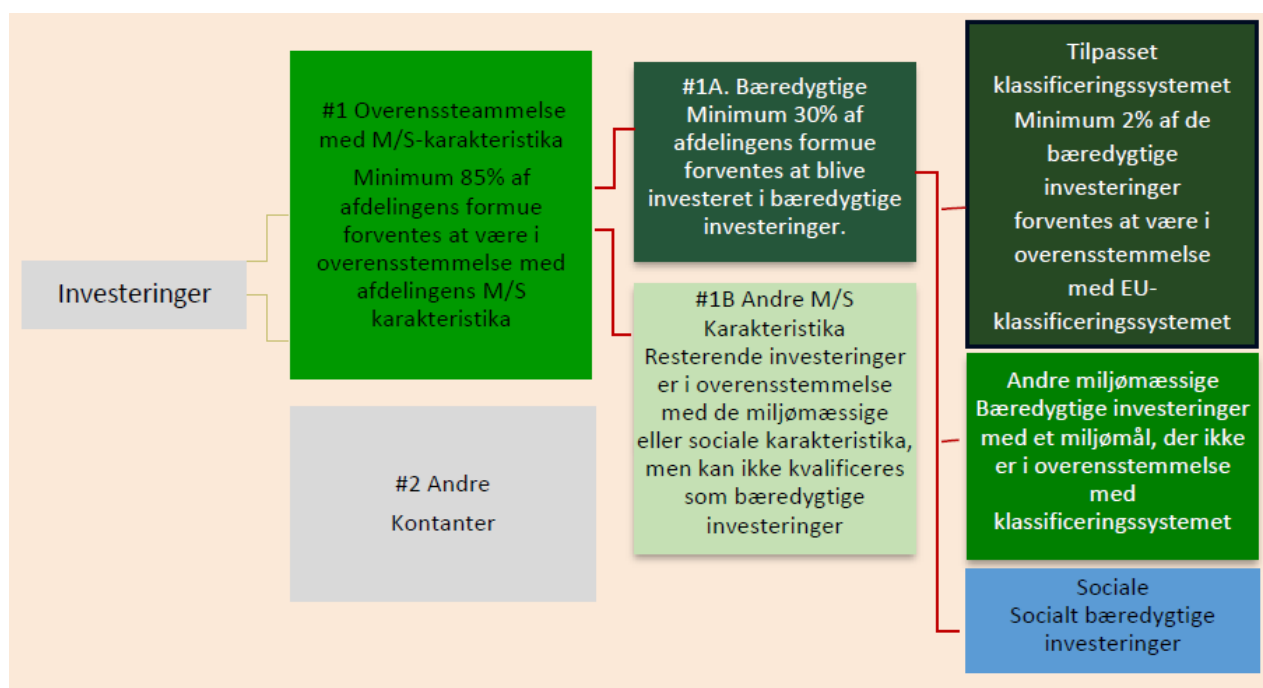 Investeringer
#1 Overenssteammelse
med M/S-karakteristika
Minimum 85% af
afdelingens formue
forventes at være i
overensstemmelse med
afdelingens M/S
karakteristika
#2 Andre
Kontanter
#1A. Bæredygtige
Minimum 30% af
afdelingens formue
forventes at blive
investeret i bæredygtige
investeringer.
#1B Andre M/S
Karakteristika
Resterende investeringer
er i overensstemmelse
med de miljømæssige
eller sociale karakteristika,
men kan ikke kvalificeres
som bæredygtige
investeringer
Tilpasset
klassificeringssystemet
Minimum 2% af de
bæredygtige
investeringer
forventes at være i
overensstemmelse
med EU-
klassificeringssystemet
Andre miljømæssige
Bæredygtige investeringer
med et miljømål, der ikke
er i overensstemmelse
med
klassificeringssystemet
Sociale
Socialt bæredygtige
investeringer